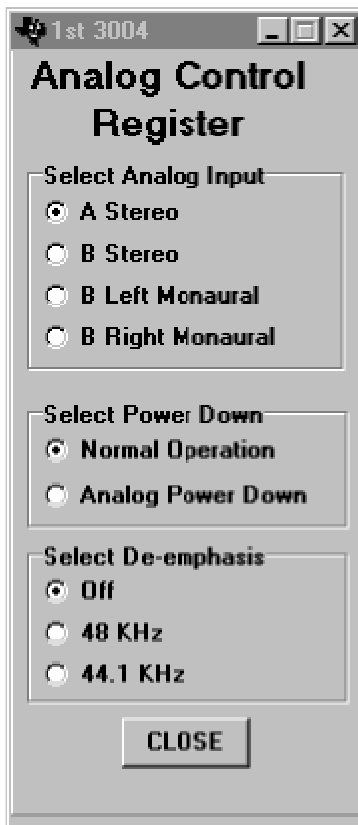 1st 3004
Analog Control
Register
Select Analog Input
A Stereo
B Stereo
B Left Monaural
B Right Monaural
Select Power Down
Normal Operation
Analog Power Down
Select De-emphasis
Off
48 KHz
44.1 KHz
CLOSE